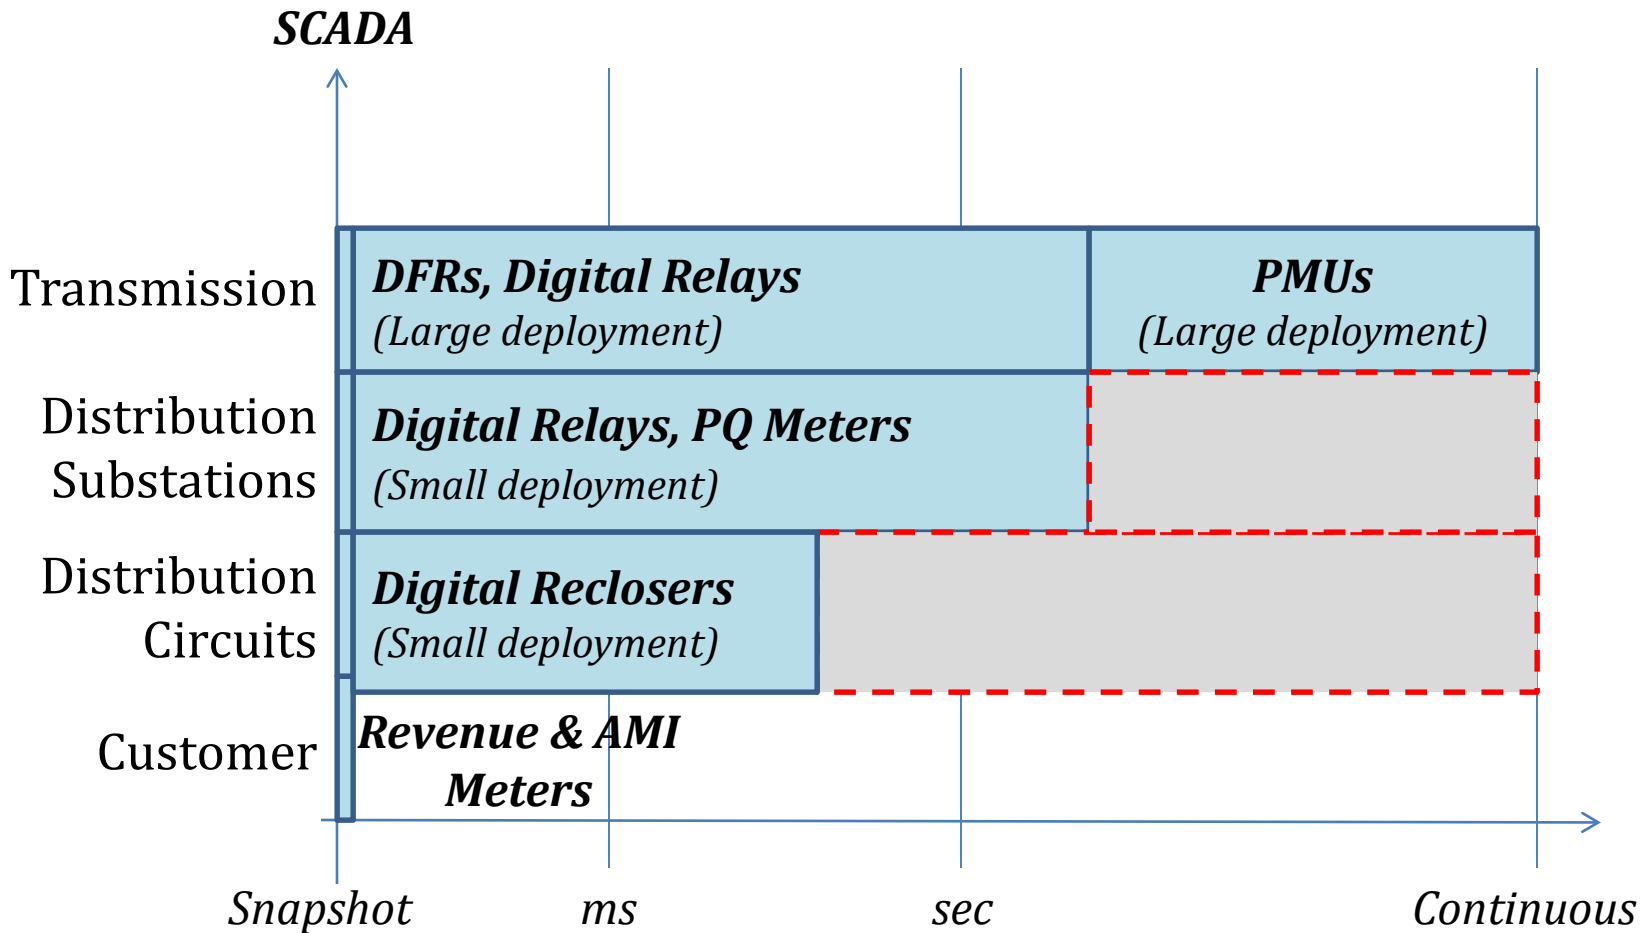 SCADA
Transmission
DFRs, Digital Relays
(Large deployment)
PMUs
(Large deployment)
Distribution
Substations
Digital Relays, PQ Meters
(Small deployment)
Distribution
Circuits
Digital Reclosers
(Small deployment)
Customer
Revenue & AMI
Meters
Snapshot
ms
sec
Continuous